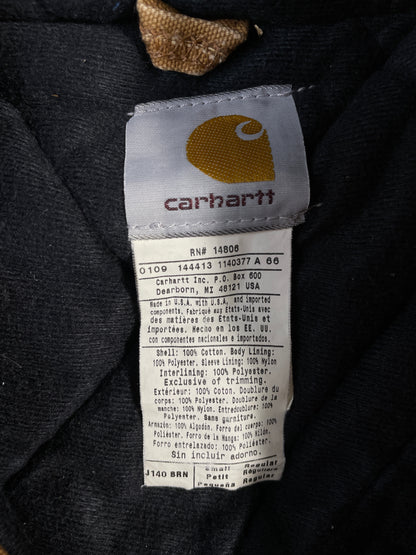 carhartt
RN# 14806
0109 144413 1140377 A 66
Carhartt Inc. P.O. Box 600
Dearborn, MI 48121 USA
Made in U.S.A. with U.S.A. and imported
components. Fabriqué aux États-Unis avec
des matières des États-Unis et
importées. Hecho en los EE. UU.
con componentes nacionales e importados.
Shell: 100% Cotton. Body Lining:
100% Polyester. Sleeve Lining: 100% Nylon.
Interlining: 100% Polyester.
Exclusive of trimming.
Extérieur: 100% Coton. Doublure du
corps: 100% Polyester. Doublure de la
manche: 100% Nylon. Entredoublure: 100%
Polyester. Sans garniture.
Armazón: 100% Algodón. Forro del cuerpo: 100%
Polyester. Forro de la Manga: 100% Nilon.
Forro entretejado: 100% Polyester.
Sin incluir adorno.
J140 BRN
Small Regular
Petit Régulière
Pequeña Regular